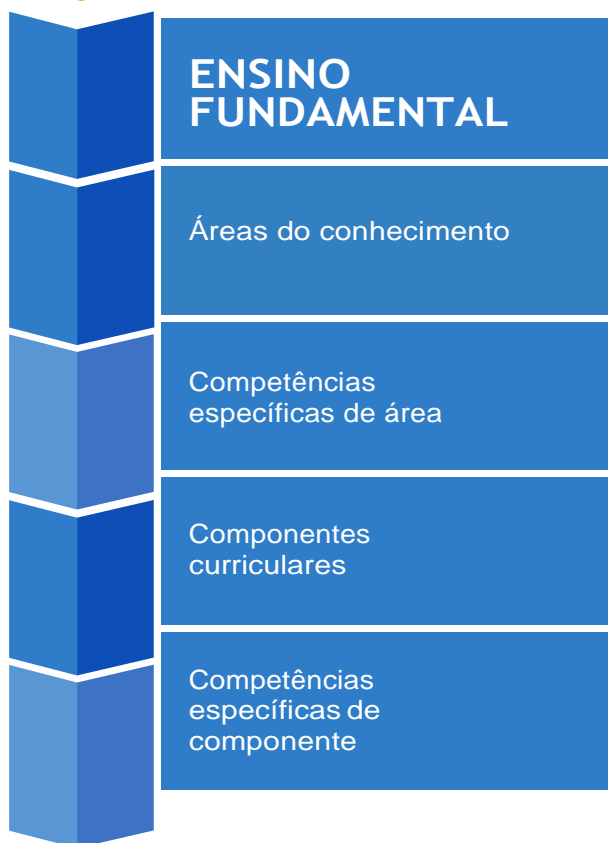 ENSINO
FUNDAMENTAL
Áreas do conhecimento
Competências
específicas de área
Componentes
curriculares
Competências
específicas de
componente